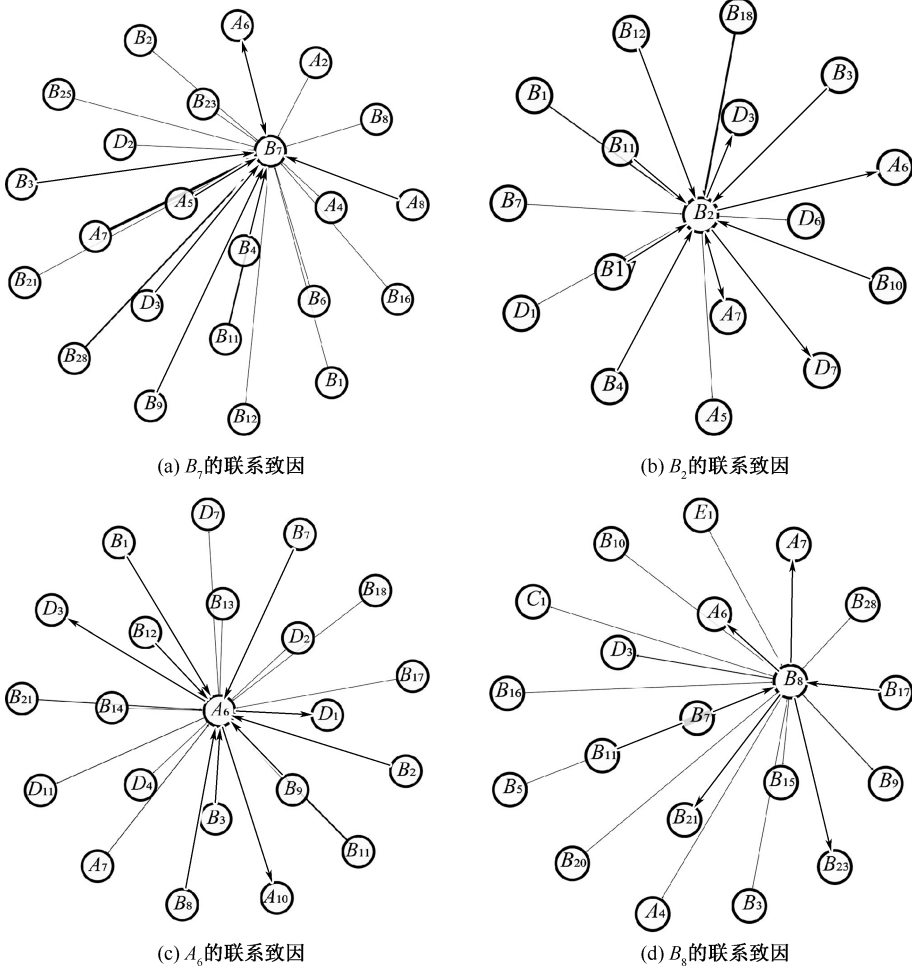 A6
B2
A2
B25
B23
B8
D2
B7
B3
A5
A4
A8
A7
B4
B21
D3
B6
B16
B11
B28
B1
B9
B12
(a) B7的联系致因
B18
B12
B3
B1
D3
B11
A6
B7
B2
D6
B17
B10
D1
A7
D7
B4
A5
(b) B2的联系致因
D7
B1
B7
B18
D3
B13
B12
D2
B17
B21
B14
A6
D1
B2
D11
D4
B9
B3
B11
A7
B8
A10
(c) A6的联系致因
E1
B10
A7
C1
A6
B28
D3
B8
B16
B17
B7
B11
B5
B15
B9
B21
B20
B23
A4
B3
(d) B8的联系致因